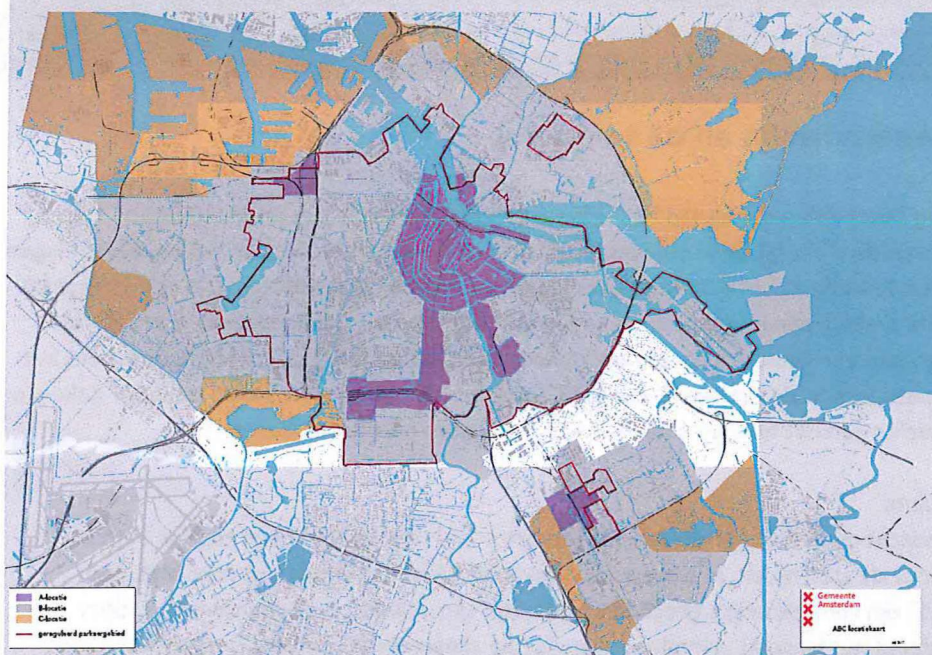 A-locatie
B-locatie
C-locatie
gereguleerd parkeergebied
Gemeente
Amsterdam
ABC locatiekaart